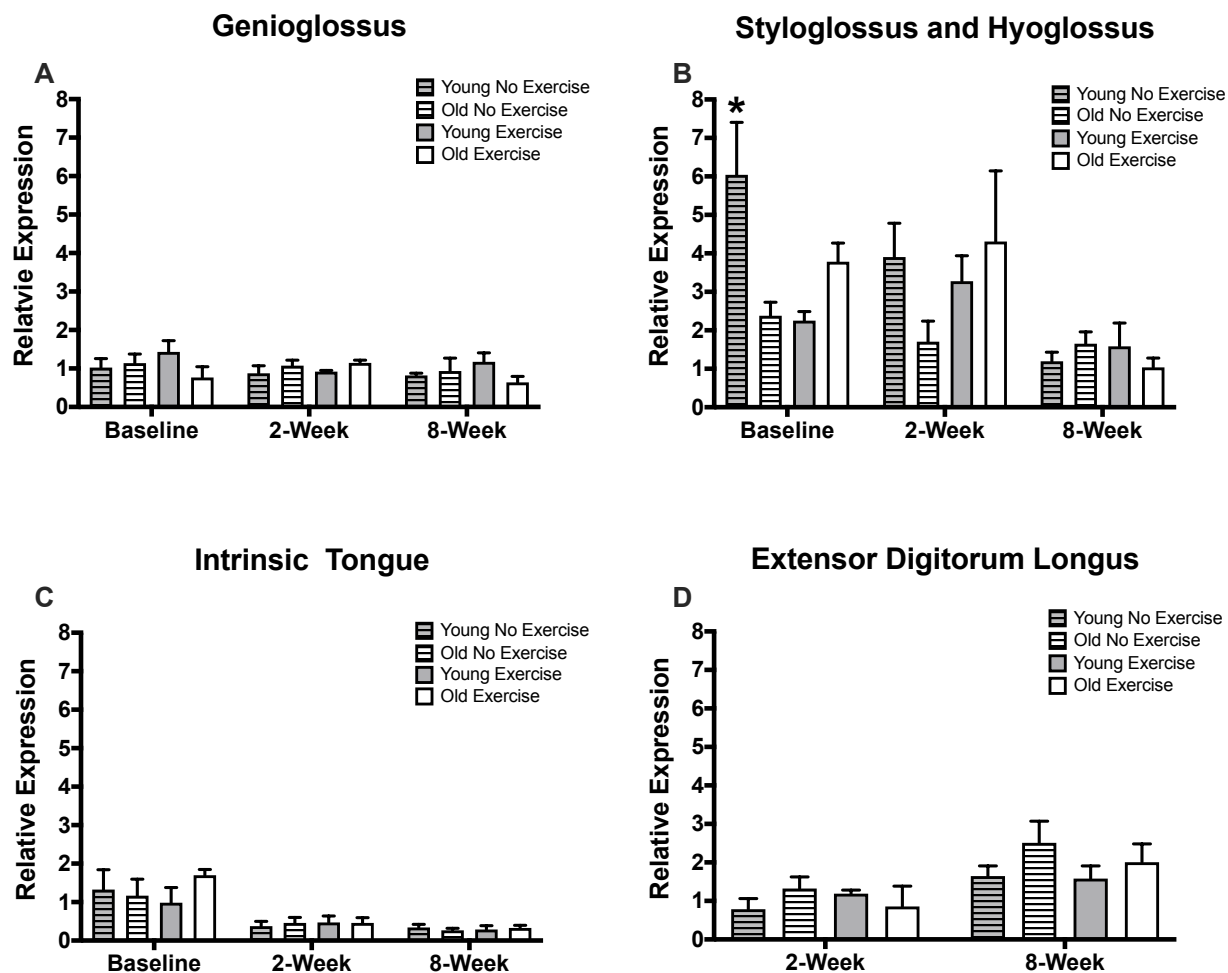 Genioglossus
A
Relatvie Expression
8
7
6
5
4
3
2
1
0
Young No Exercise
Old No Exercise
Young Exercise
Old Exercise
Baseline 2-Week 8-Week
Styloglossus and Hyoglossus
B
Relative Expression
8
7
6
5
4
3
2
1
0
*
Young No Exercise
Old No Exercise
Young Exercise
Old Exercise
Baseline 2-Week 8-Week
Intrinsic Tongue
C
Relative Expression
8
7
6
5
4
3
2
1
0
Young No Exercise
Old No Exercise
Young Exercise
Old Exercise
Baseline 2-Week 8-Week
Extensor Digitorum Longus
D
Relative Expression
8
7
6
5
4
3
2
1
0
Young No Exercise
Old No Exercise
Young Exercise
Old Exercise
2-Week 8-Week